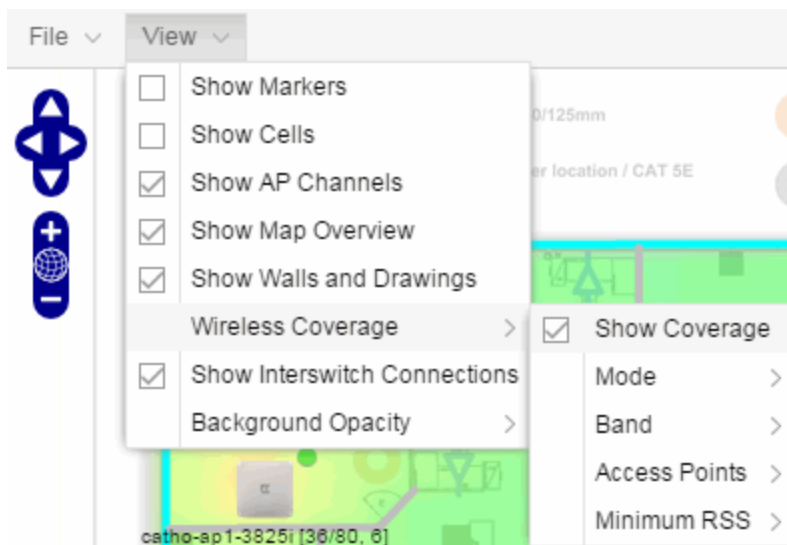 File
View
Show Markers
Show Cells
Show AP Channels
Show Map Overview
Show Walls and Drawings
Wireless Coverage
Show Interswitch Connections
Background Opacity
Show Coverage
Mode
Band
Access Points
Minimum RSS
0/125mm
er location / CAT 5E
catho-ap1-3825i [36/80, 6]